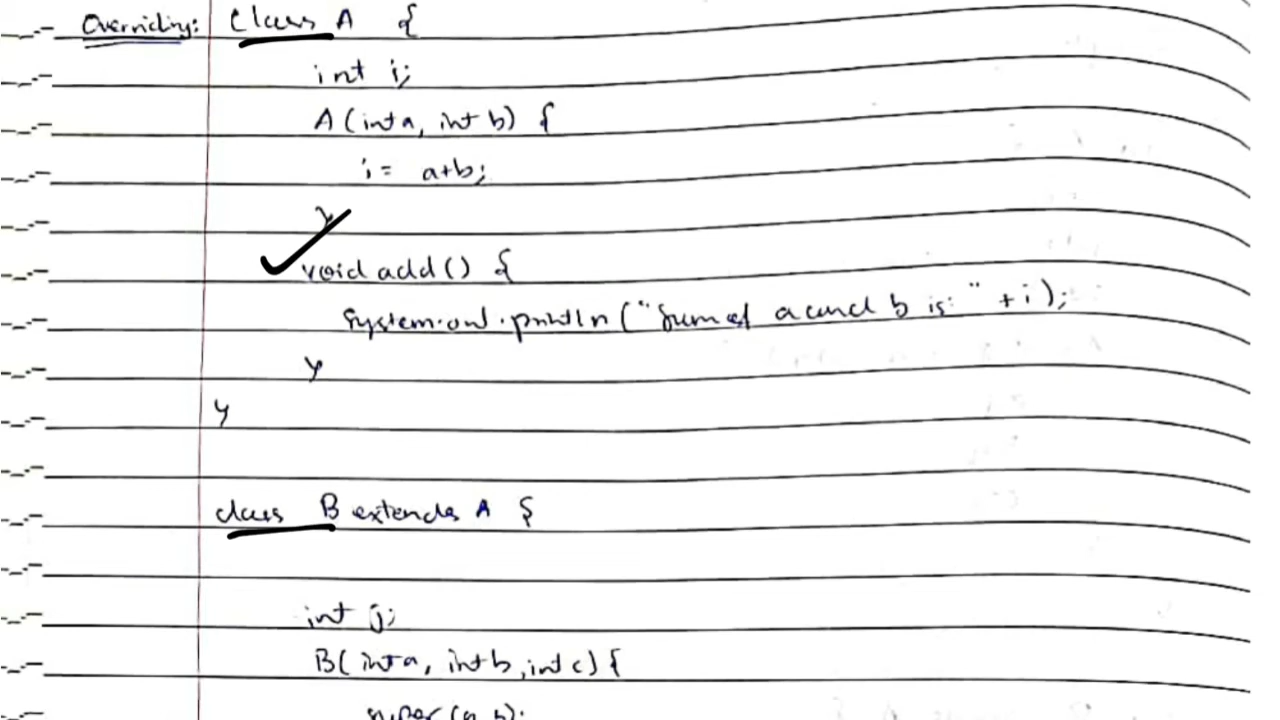 Overriding: Class A {
int i;
A (int a, int b) {
i = a+b;
}
void add () {
System.out.println ("Sum of a and b is: " + i);
}
}
class B extends A {
int j;
B( int a, int b, int c) {
super (a, b);